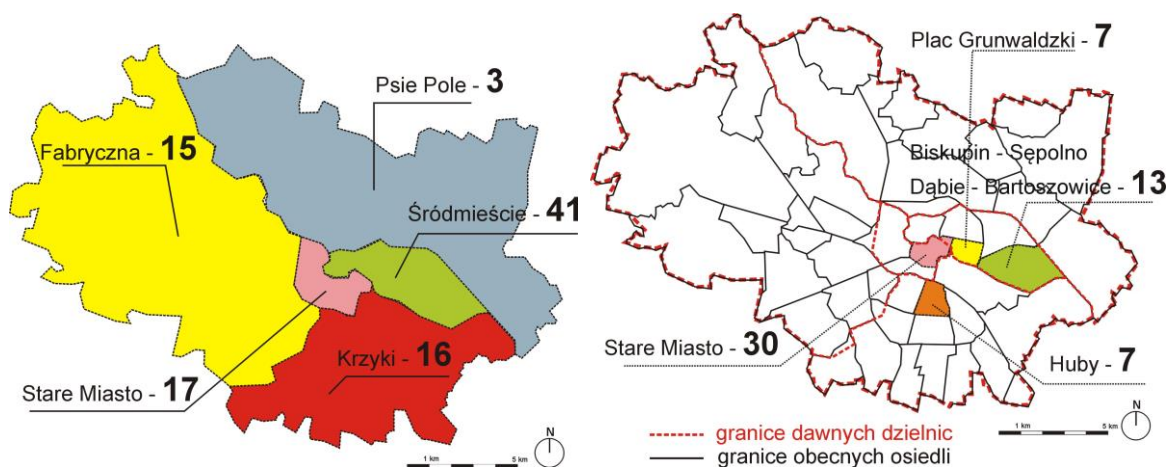 Psie Pole - 3
Fabryczna - 15
Śródmieście - 41
Krzyki - 16
Stare Miasto - 17
1 km
5 km
N
Plac Grunwaldzki - 7
Biskupin - Sępolno
Dąbie - Bartoszowice - 13
Stare Miasto - 30
Huby - 7
granice dawnych dzielnic
granice obecnych osiedli
1 km
5 km
N